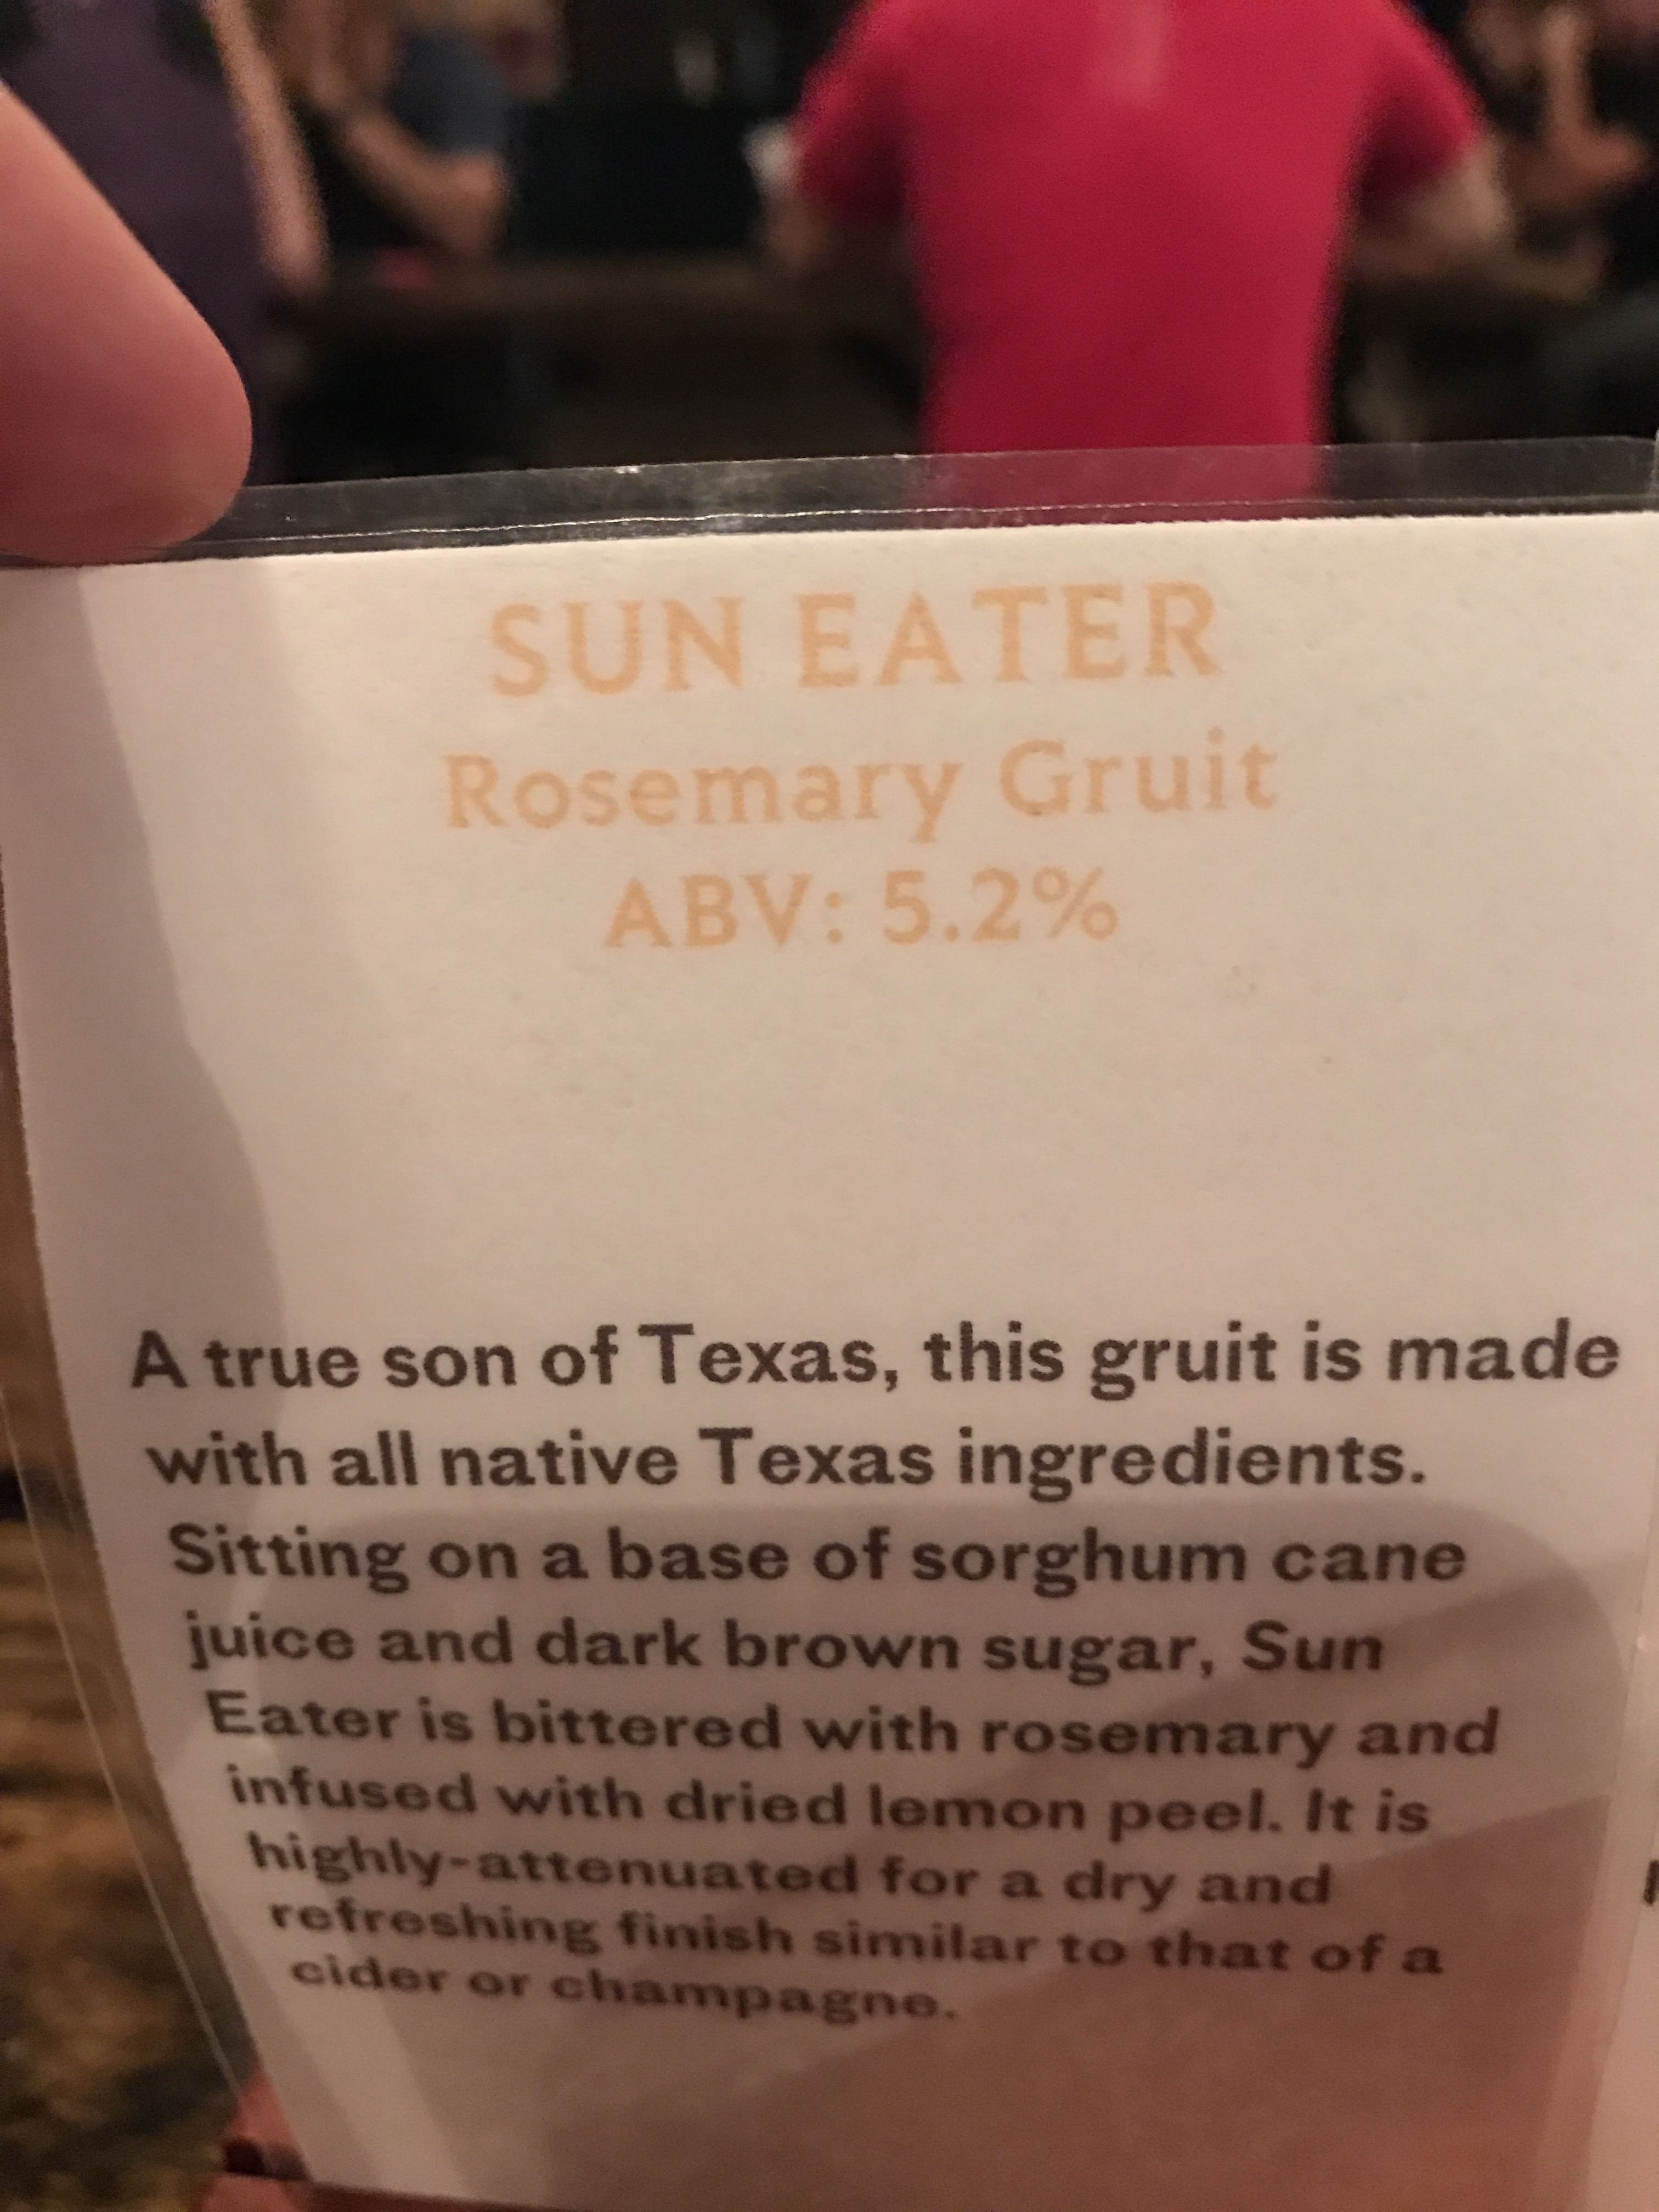 SUN EATER
Rosemary Gruit
ABV: 5.2%
A true son of Texas, this gruit is made
with all native Texas ingredients.
Sitting on a base of sorghum cane
juice and dark brown sugar, Sun
Eater is bittered with rosemary and
infused with dried lemon peel. It is
highly-attenuated for a dry and
refreshing finish similar to that of a
cider or champagne.